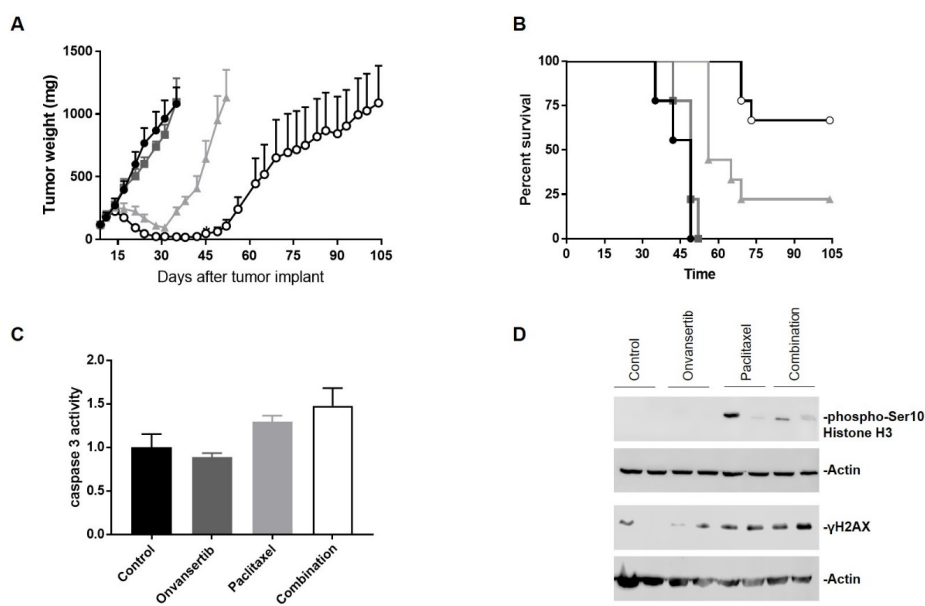 A
Tumor weight (mg)
1500
1000
500
0
15
30
45
60
75
90
105
*
Days after tumor implant
B
Percent survival
100
75
50
25
0
0
15
30
45
60
75
90
105
Time
C
caspase 3 activity
2.0
1.5
1.0
0.5
0.0
Control
Onvansertib
Paclitaxel
Combination
D
Control
Onvansertib
Paclitaxel
Combination
-phospho-Ser10
Histone H3
-Actin
-γH2AX
-Actin